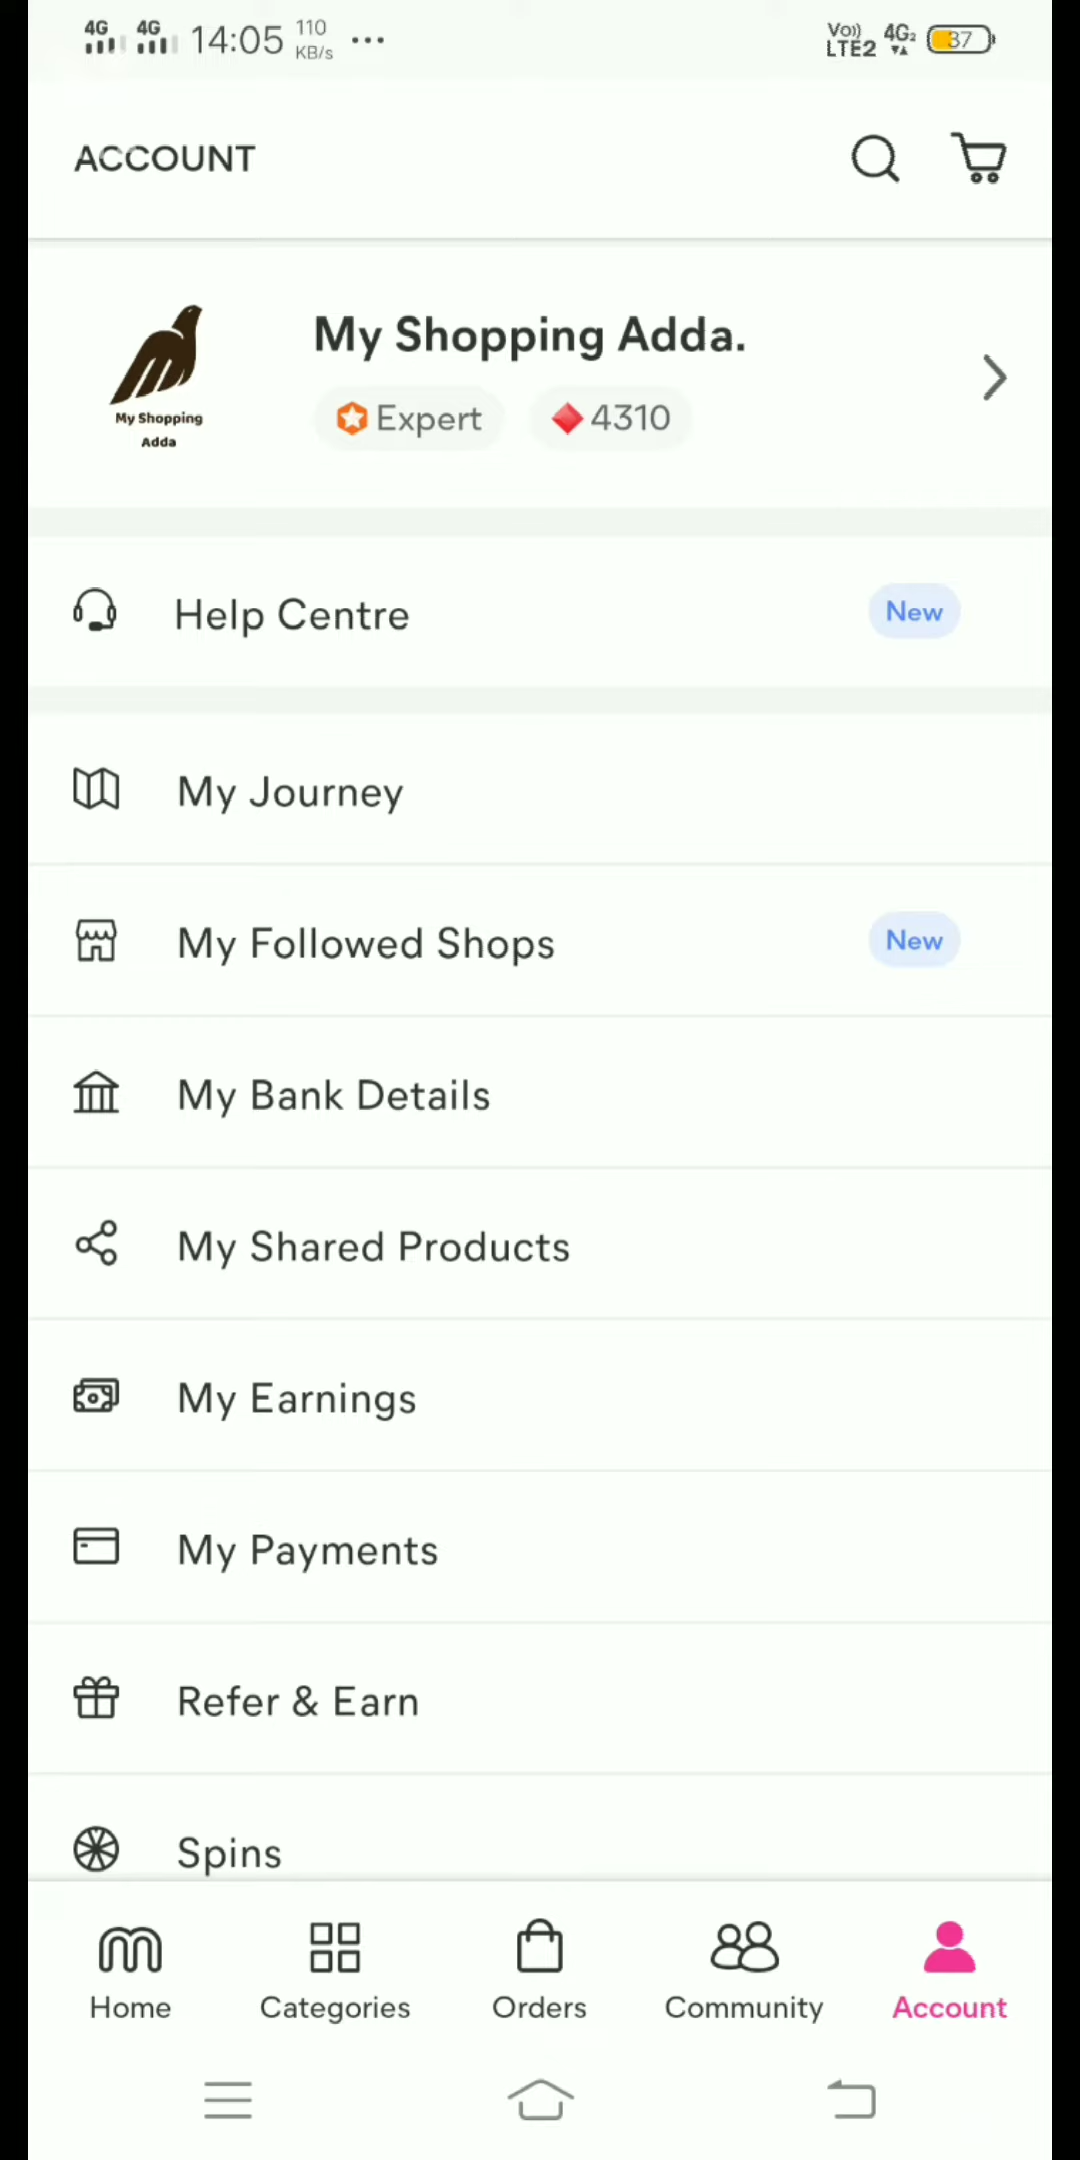 4G 4G 14:05 110 KB/s ... Vo)) LTE2 4G2 37
ACCOUNT
My Shopping Adda.
My Shopping
Adda
Expert 4310
Help Centre New
My Journey
My Followed Shops New
My Bank Details
My Shared Products
My Earnings
My Payments
Refer & Earn
Spins
Home Categories Orders Community Account